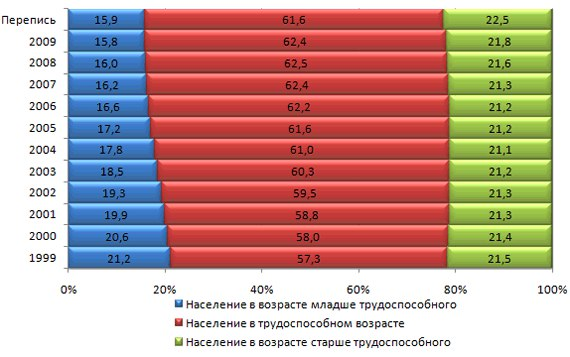 Перепись 15,9 61,6 22,5
2009 15,8 62,4 21,8
2008 16,0 62,5 21,6
2007 16,2 62,4 21,3
2006 16,6 62,2 21,2
2005 17,2 61,6 21,2
2004 17,8 61,0 21,1
2003 18,5 60,3 21,2
2002 19,3 59,5 21,3
2001 19,9 58,8 21,3
2000 20,6 58,0 21,4
1999 21,2 57,3 21,5
0% 20% 40% 60% 80% 100%
Население в возрасте младше трудоспособного
Население в трудоспособном возрасте
Население в возрасте старше трудоспособного